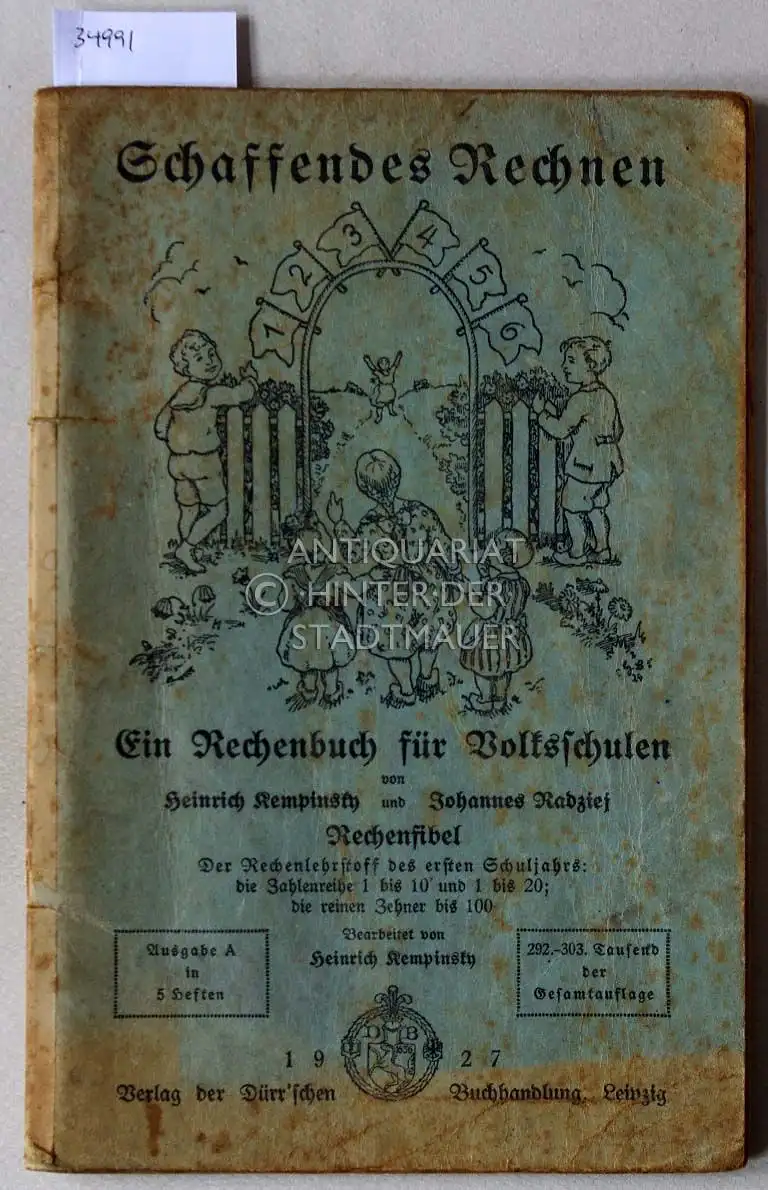 34991
Schaffendes Rechnen
1 2 3 4 5 6
ANTIQUARIAT
© HINTER DER
STADTMAUER
Ein Rechenbuch für Volksschulen
von
Heinrich Kempinsky und Johannes Radziej
Rechenfibel
Der Rechenlehrstoff des ersten Schuljahrs:
die Zahlenreihe 1 bis 10 und 1 bis 20;
die reinen Zehner bis 100
Bearbeitet von
Heinrich Kempinsky
Ausgabe A
in
5 Heften
292.-303. Tausend
der
Gesamtauflage
D B
19 27
Verlag der Dürr'schen Buchhandlung, Leipzig